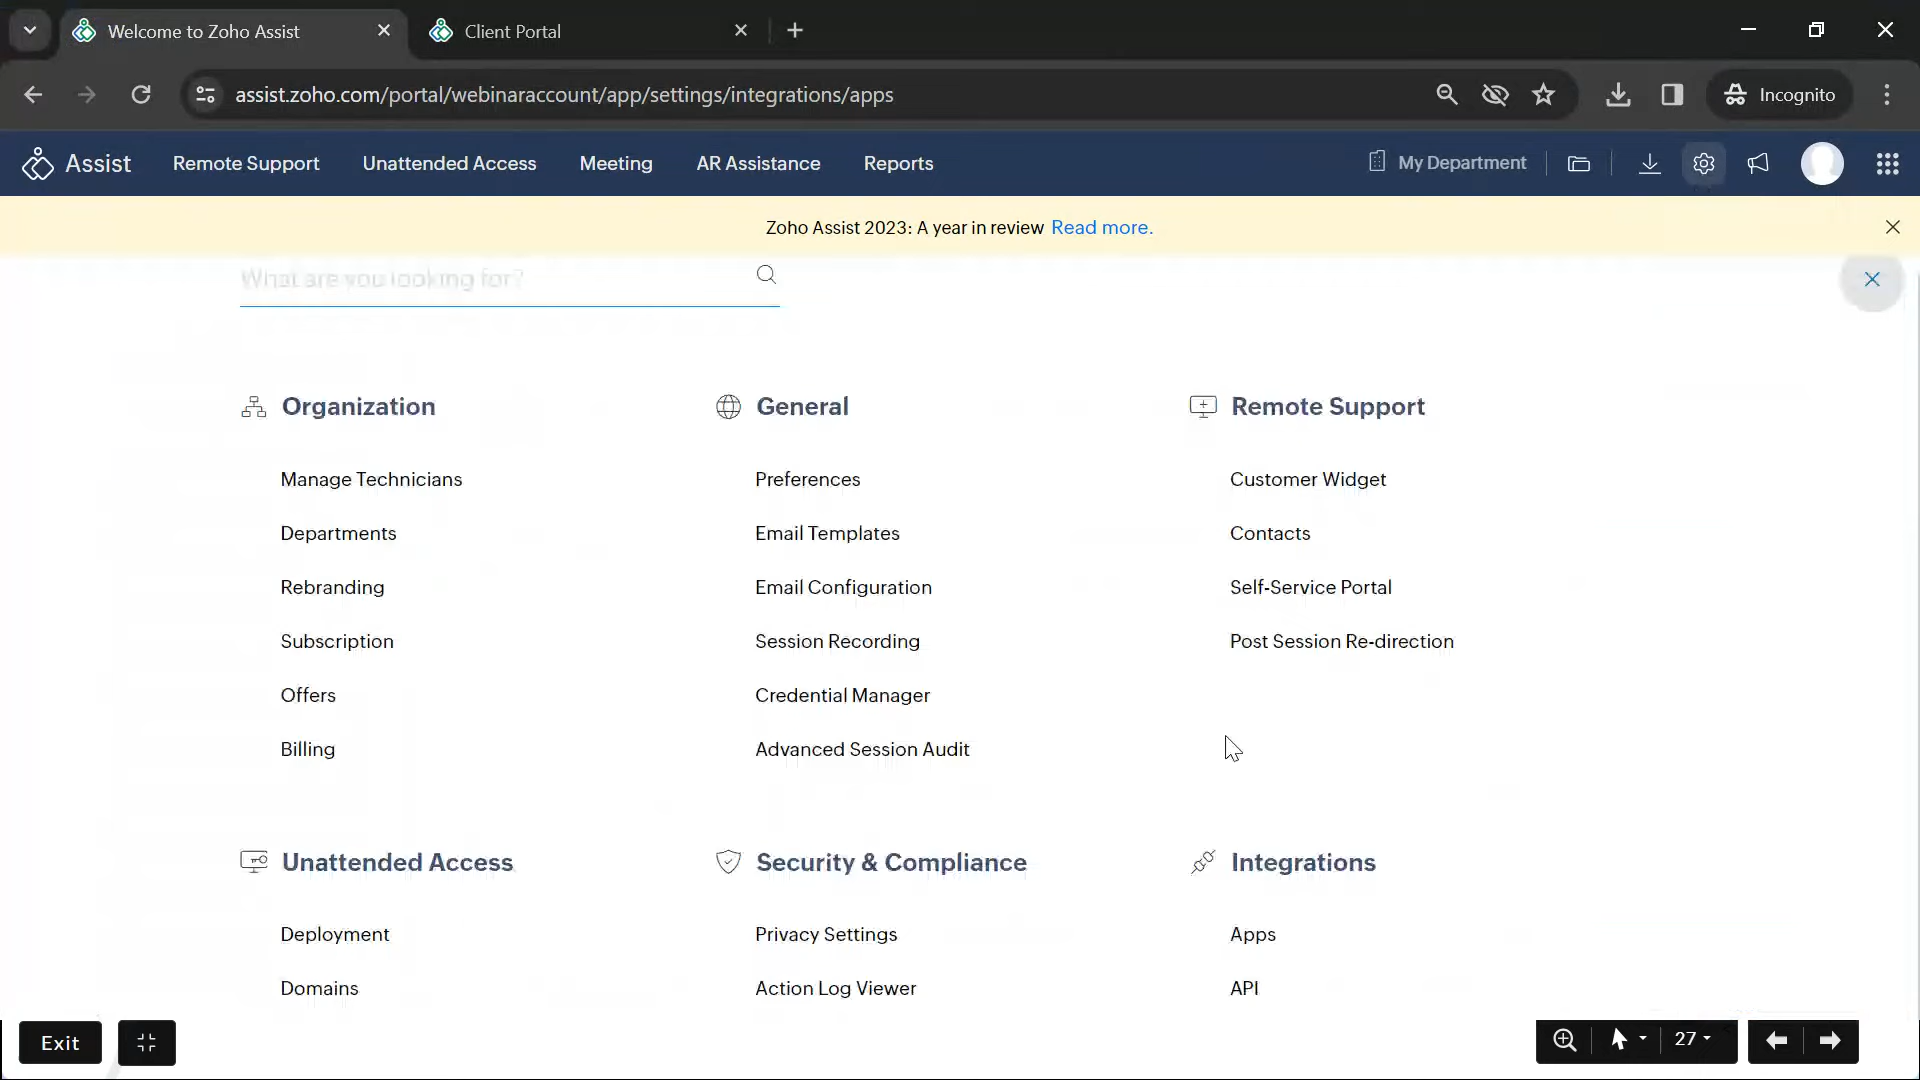 Welcome to Zoho Assist
Client Portal
assist.zoho.com/portal/webinaraccount/app/settings/integrations/apps
Incognito
Assist Remote Support Unattended Access Meeting AR Assistance Reports My Department
Zoho Assist 2023: A year in review Read more.
What are you looking for?
Organization
Manage Technicians
Departments
Rebranding
Subscription
Offers
Billing
General
Preferences
Email Templates
Email Configuration
Session Recording
Credential Manager
Advanced Session Audit
Remote Support
Customer Widget
Contacts
Self-Service Portal
Post Session Re-direction
Unattended Access
Deployment
Domains
Security & Compliance
Privacy Settings
Action Log Viewer
Integrations
Apps
API
Exit
27